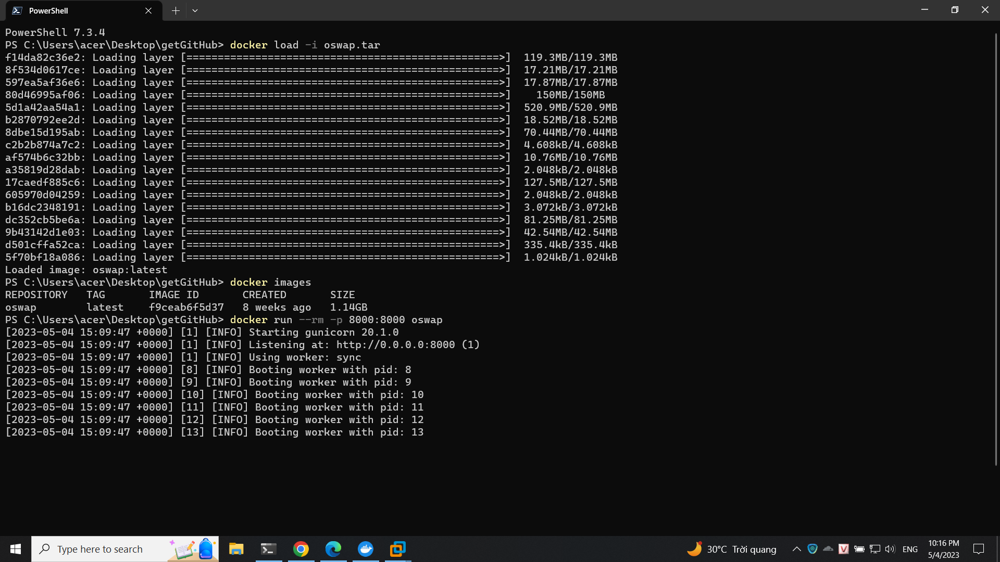 PowerShell
PowerShell 7.3.4
PS C:\Users\acer\Desktop\getGitHub> docker load -i oswap.tar
f14da82c36e2: Loading layer [==================================================>]  119.3MB/119.3MB
8f534d0617ce: Loading layer [==================================================>]  17.21MB/17.21MB
597ea5af36e6: Loading layer [==================================================>]  17.87MB/17.87MB
80d46995af06: Loading layer [==================================================>]    150MB/150MB
5d1a42aa54a1: Loading layer [==================================================>]  520.9MB/520.9MB
b2870792ee2d: Loading layer [==================================================>]  18.52MB/18.52MB
8dbe15d195ab: Loading layer [==================================================>]  70.44MB/70.44MB
c2b2b874a7c2: Loading layer [==================================================>]  4.608kB/4.608kB
af574b6c32bb: Loading layer [==================================================>]  10.76MB/10.76MB
a35819d28dab: Loading layer [==================================================>]  2.048kB/2.048kB
17caedf885c6: Loading layer [==================================================>]  127.5MB/127.5MB
605970d04259: Loading layer [==================================================>]  2.048kB/2.048kB
b16dc2348191: Loading layer [==================================================>]  3.072kB/3.072kB
dc352cb5be6a: Loading layer [==================================================>]  81.25MB/81.25MB
9b43142d1e03: Loading layer [==================================================>]  42.54MB/42.54MB
d501cffa52ca: Loading layer [==================================================>]  335.4kB/335.4kB
5f70bf18a086: Loading layer [==================================================>]  1.024kB/1.024kB
Loaded image: oswap:latest
PS C:\Users\acer\Desktop\getGitHub> docker images
REPOSITORY   TAG       IMAGE ID       CREATED       SIZE
oswap        latest    f9ceab6f5d37   8 weeks ago   1.14GB
PS C:\Users\acer\Desktop\getGitHub> docker run --rm -p 8000:8000 oswap
[2023-05-04 15:09:47 +0000] [1] [INFO] Starting gunicorn 20.1.0
[2023-05-04 15:09:47 +0000] [1] [INFO] Listening at: http://0.0.0.0:8000 (1)
[2023-05-04 15:09:47 +0000] [1] [INFO] Using worker: sync
[2023-05-04 15:09:47 +0000] [8] [INFO] Booting worker with pid: 8
[2023-05-04 15:09:47 +0000] [9] [INFO] Booting worker with pid: 9
[2023-05-04 15:09:47 +0000] [10] [INFO] Booting worker with pid: 10
[2023-05-04 15:09:47 +0000] [11] [INFO] Booting worker with pid: 11
[2023-05-04 15:09:47 +0000] [12] [INFO] Booting worker with pid: 12
[2023-05-04 15:09:47 +0000] [13] [INFO] Booting worker with pid: 13
Type here to search
30°C Trời quang
V
ENG
10:16 PM
5/4/2023